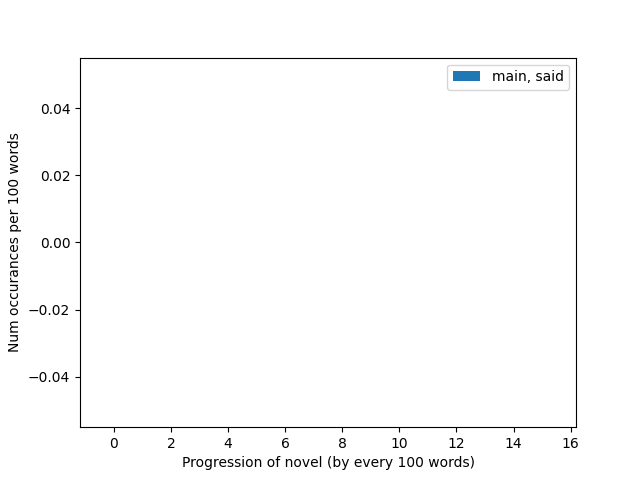 main, said
0.04
0.02
0.00
−0.02
−0.04
Num occurances per 100 words
0 2 4 6 8 10 12 14 16
Progression of novel (by every 100 words)